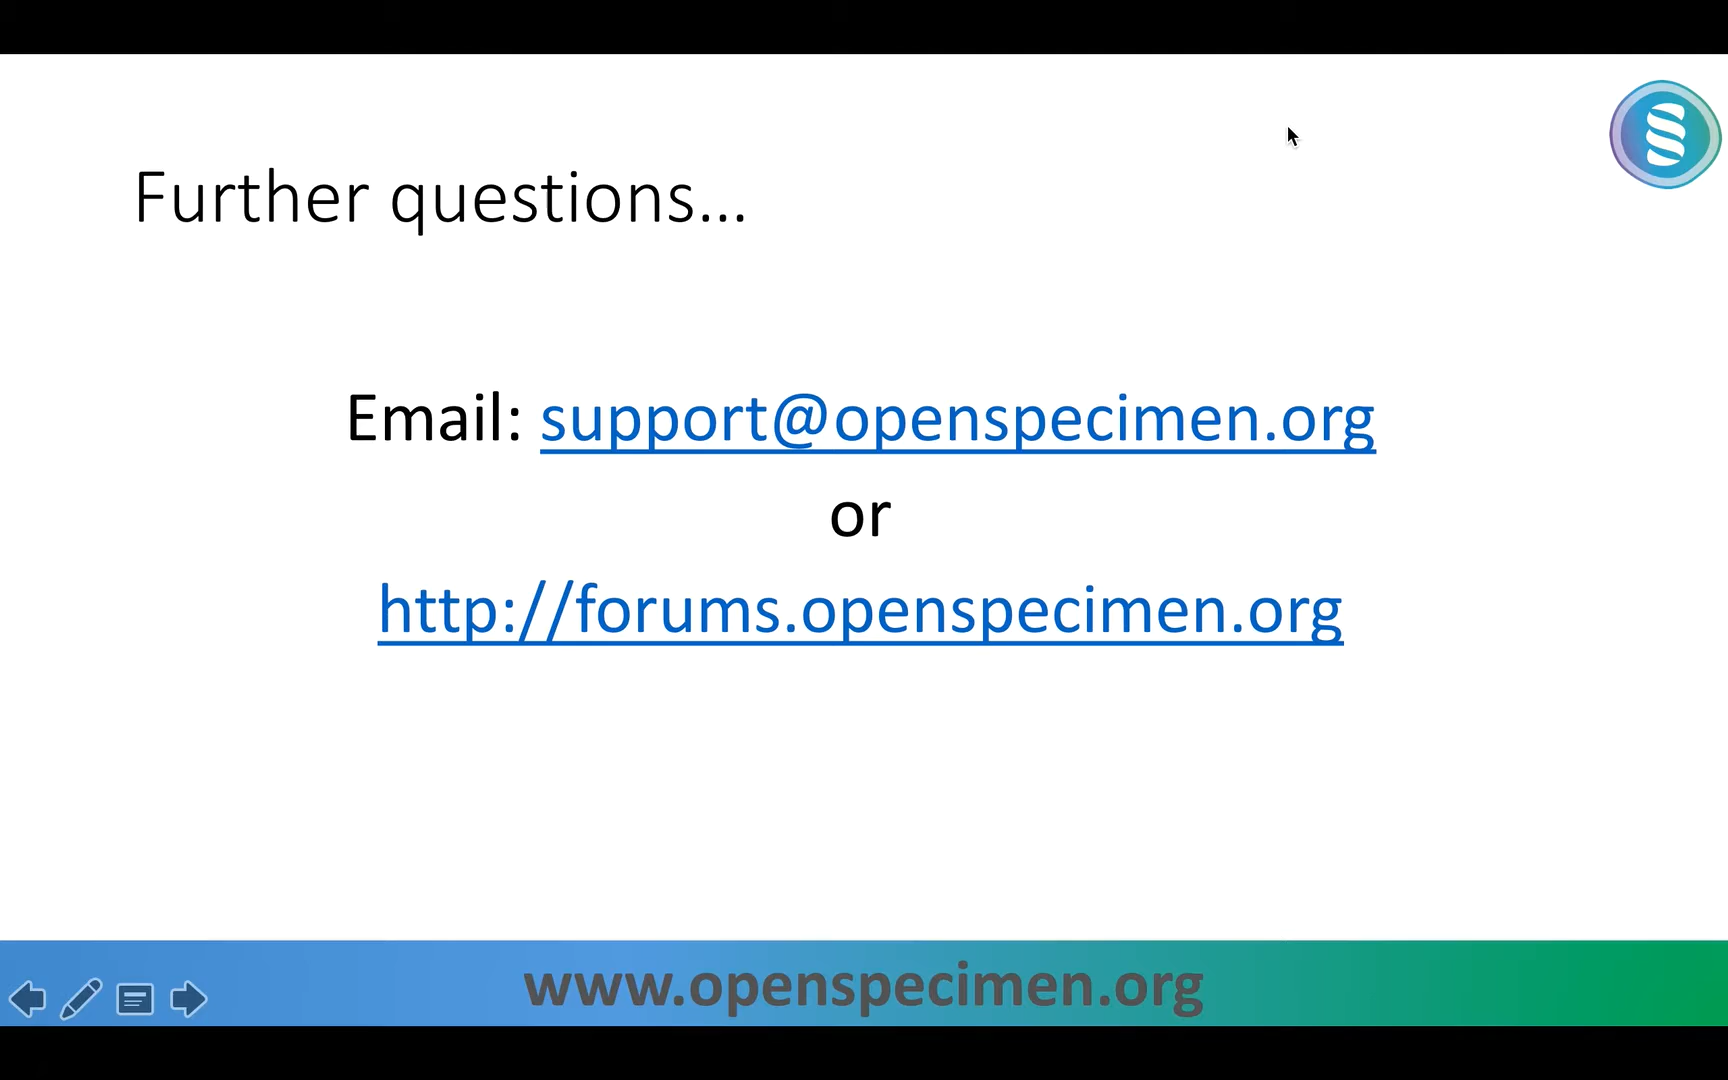 Further questions...
Email: support@openspecimen.org
or
http://forums.openspecimen.org
www.openspecimen.org